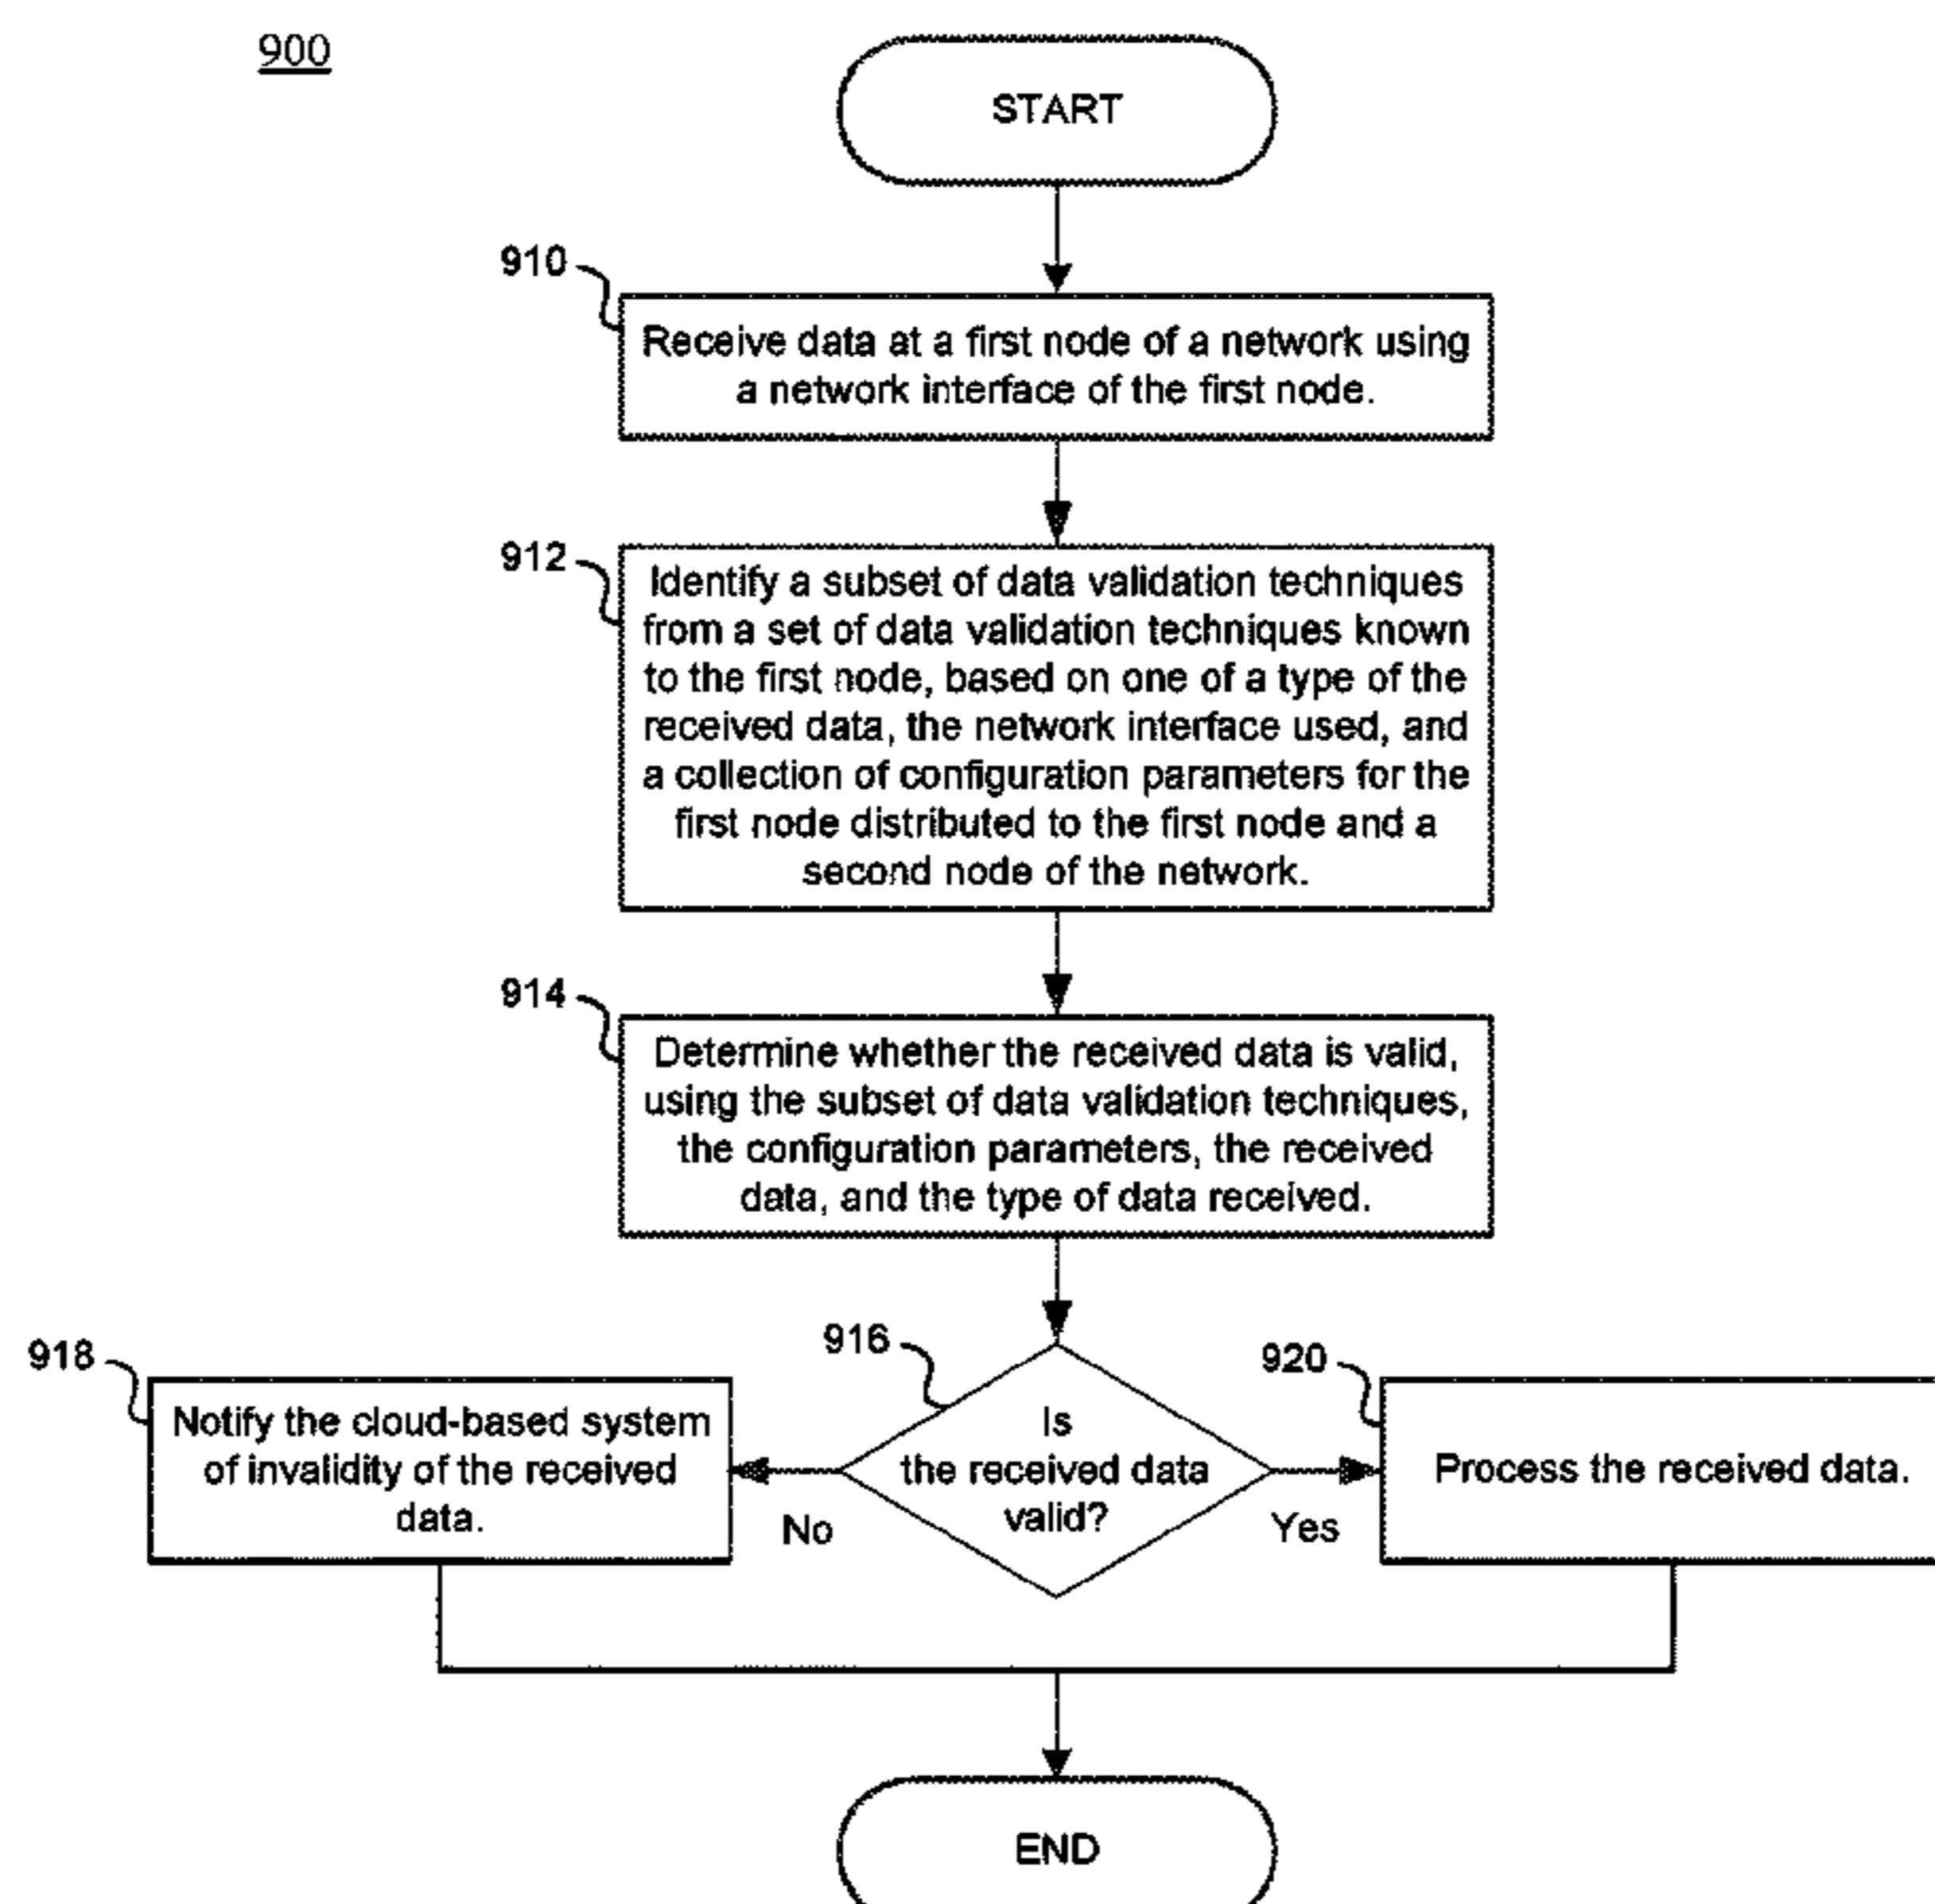 900
START
910
Receive data at a first node of a network using
a network interface of the first node.
912
Identify a subset of data validation techniques
from a set of data validation techniques known
to the first node, based on one of a type of the
received data, the network interface used, and
a collection of configuration parameters for the
first node distributed to the first node and a
second node of the network.
914
Determine whether the received data is valid,
using the subset of data validation techniques,
the configuration parameters, the received
data, and the type of data received.
916
Is
the received data
valid?
918
Notify the cloud-based system
of invalidity of the received
data.
No
920
Process the received data.
Yes
END